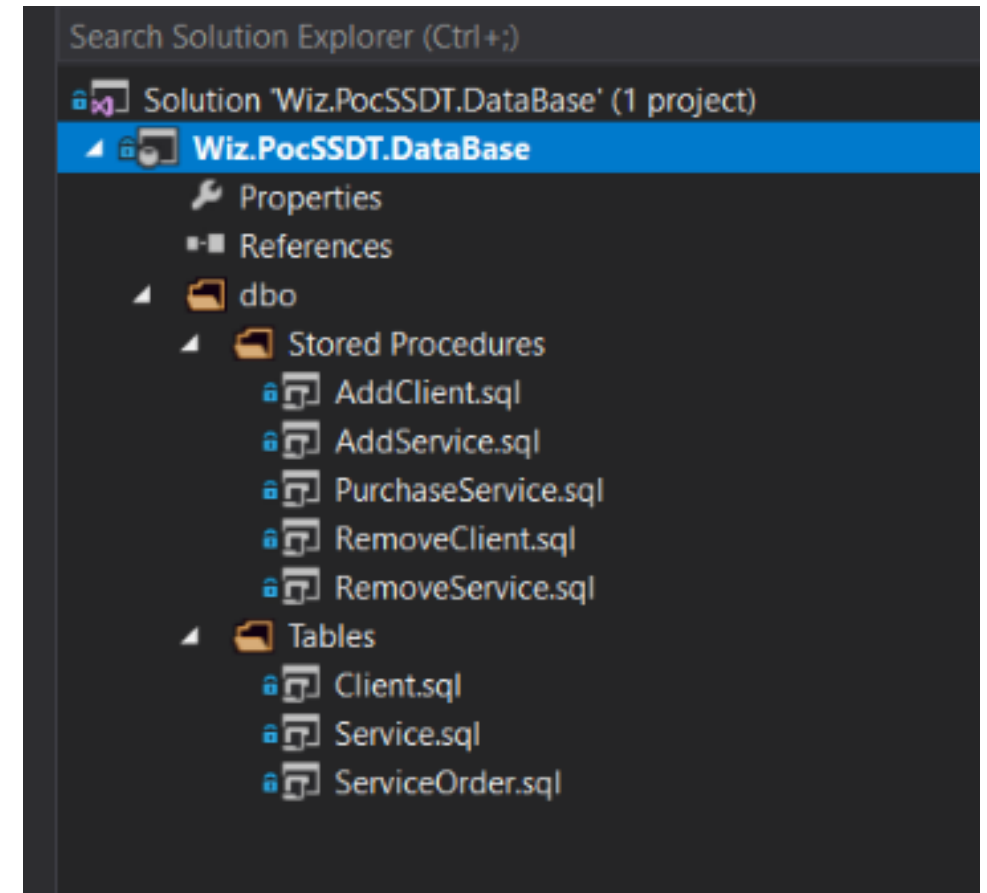 Search Solution Explorer (Ctrl+;)
Solution 'Wiz.PocSSDT.DataBase' (1 project)
Wiz.PocSSDT.DataBase
Properties
References
dbo
Stored Procedures
AddClient.sql
AddService.sql
PurchaseService.sql
RemoveClient.sql
RemoveService.sql
Tables
Client.sql
Service.sql
ServiceOrder.sql